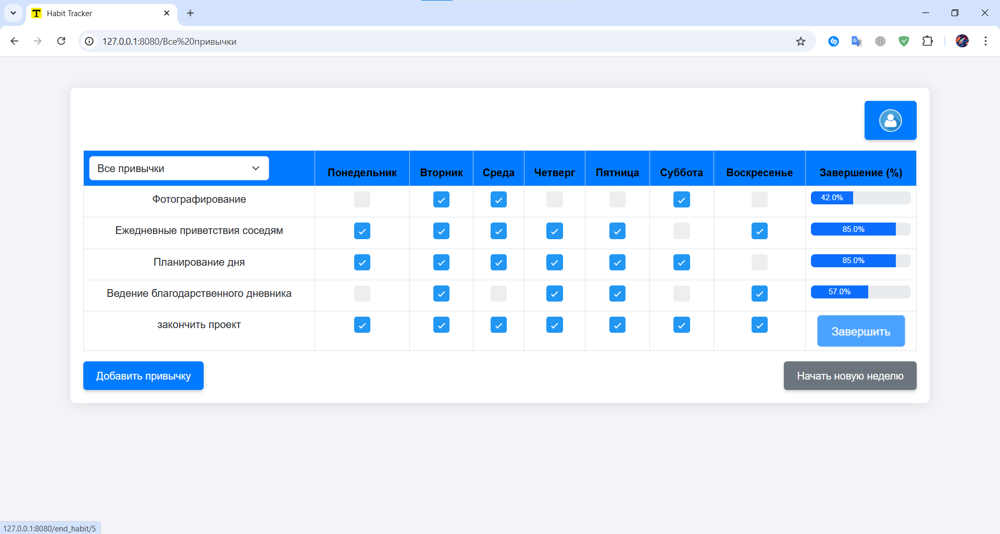 T Habit Tracker
127.0.0.1:8080/Все%20привычки
Все привычки Понедельник Вторник Среда Четверг Пятница Суббота Воскресенье Завершение (%)
Фотографирование 42.0%
Ежедневные приветствия соседям 85.0%
Планирование дня 85.0%
Ведение благодарственного дневника 57.0%
закончить проект Завершить
Добавить привычку Начать новую неделю
127.0.0.1:8080/end_habit/5